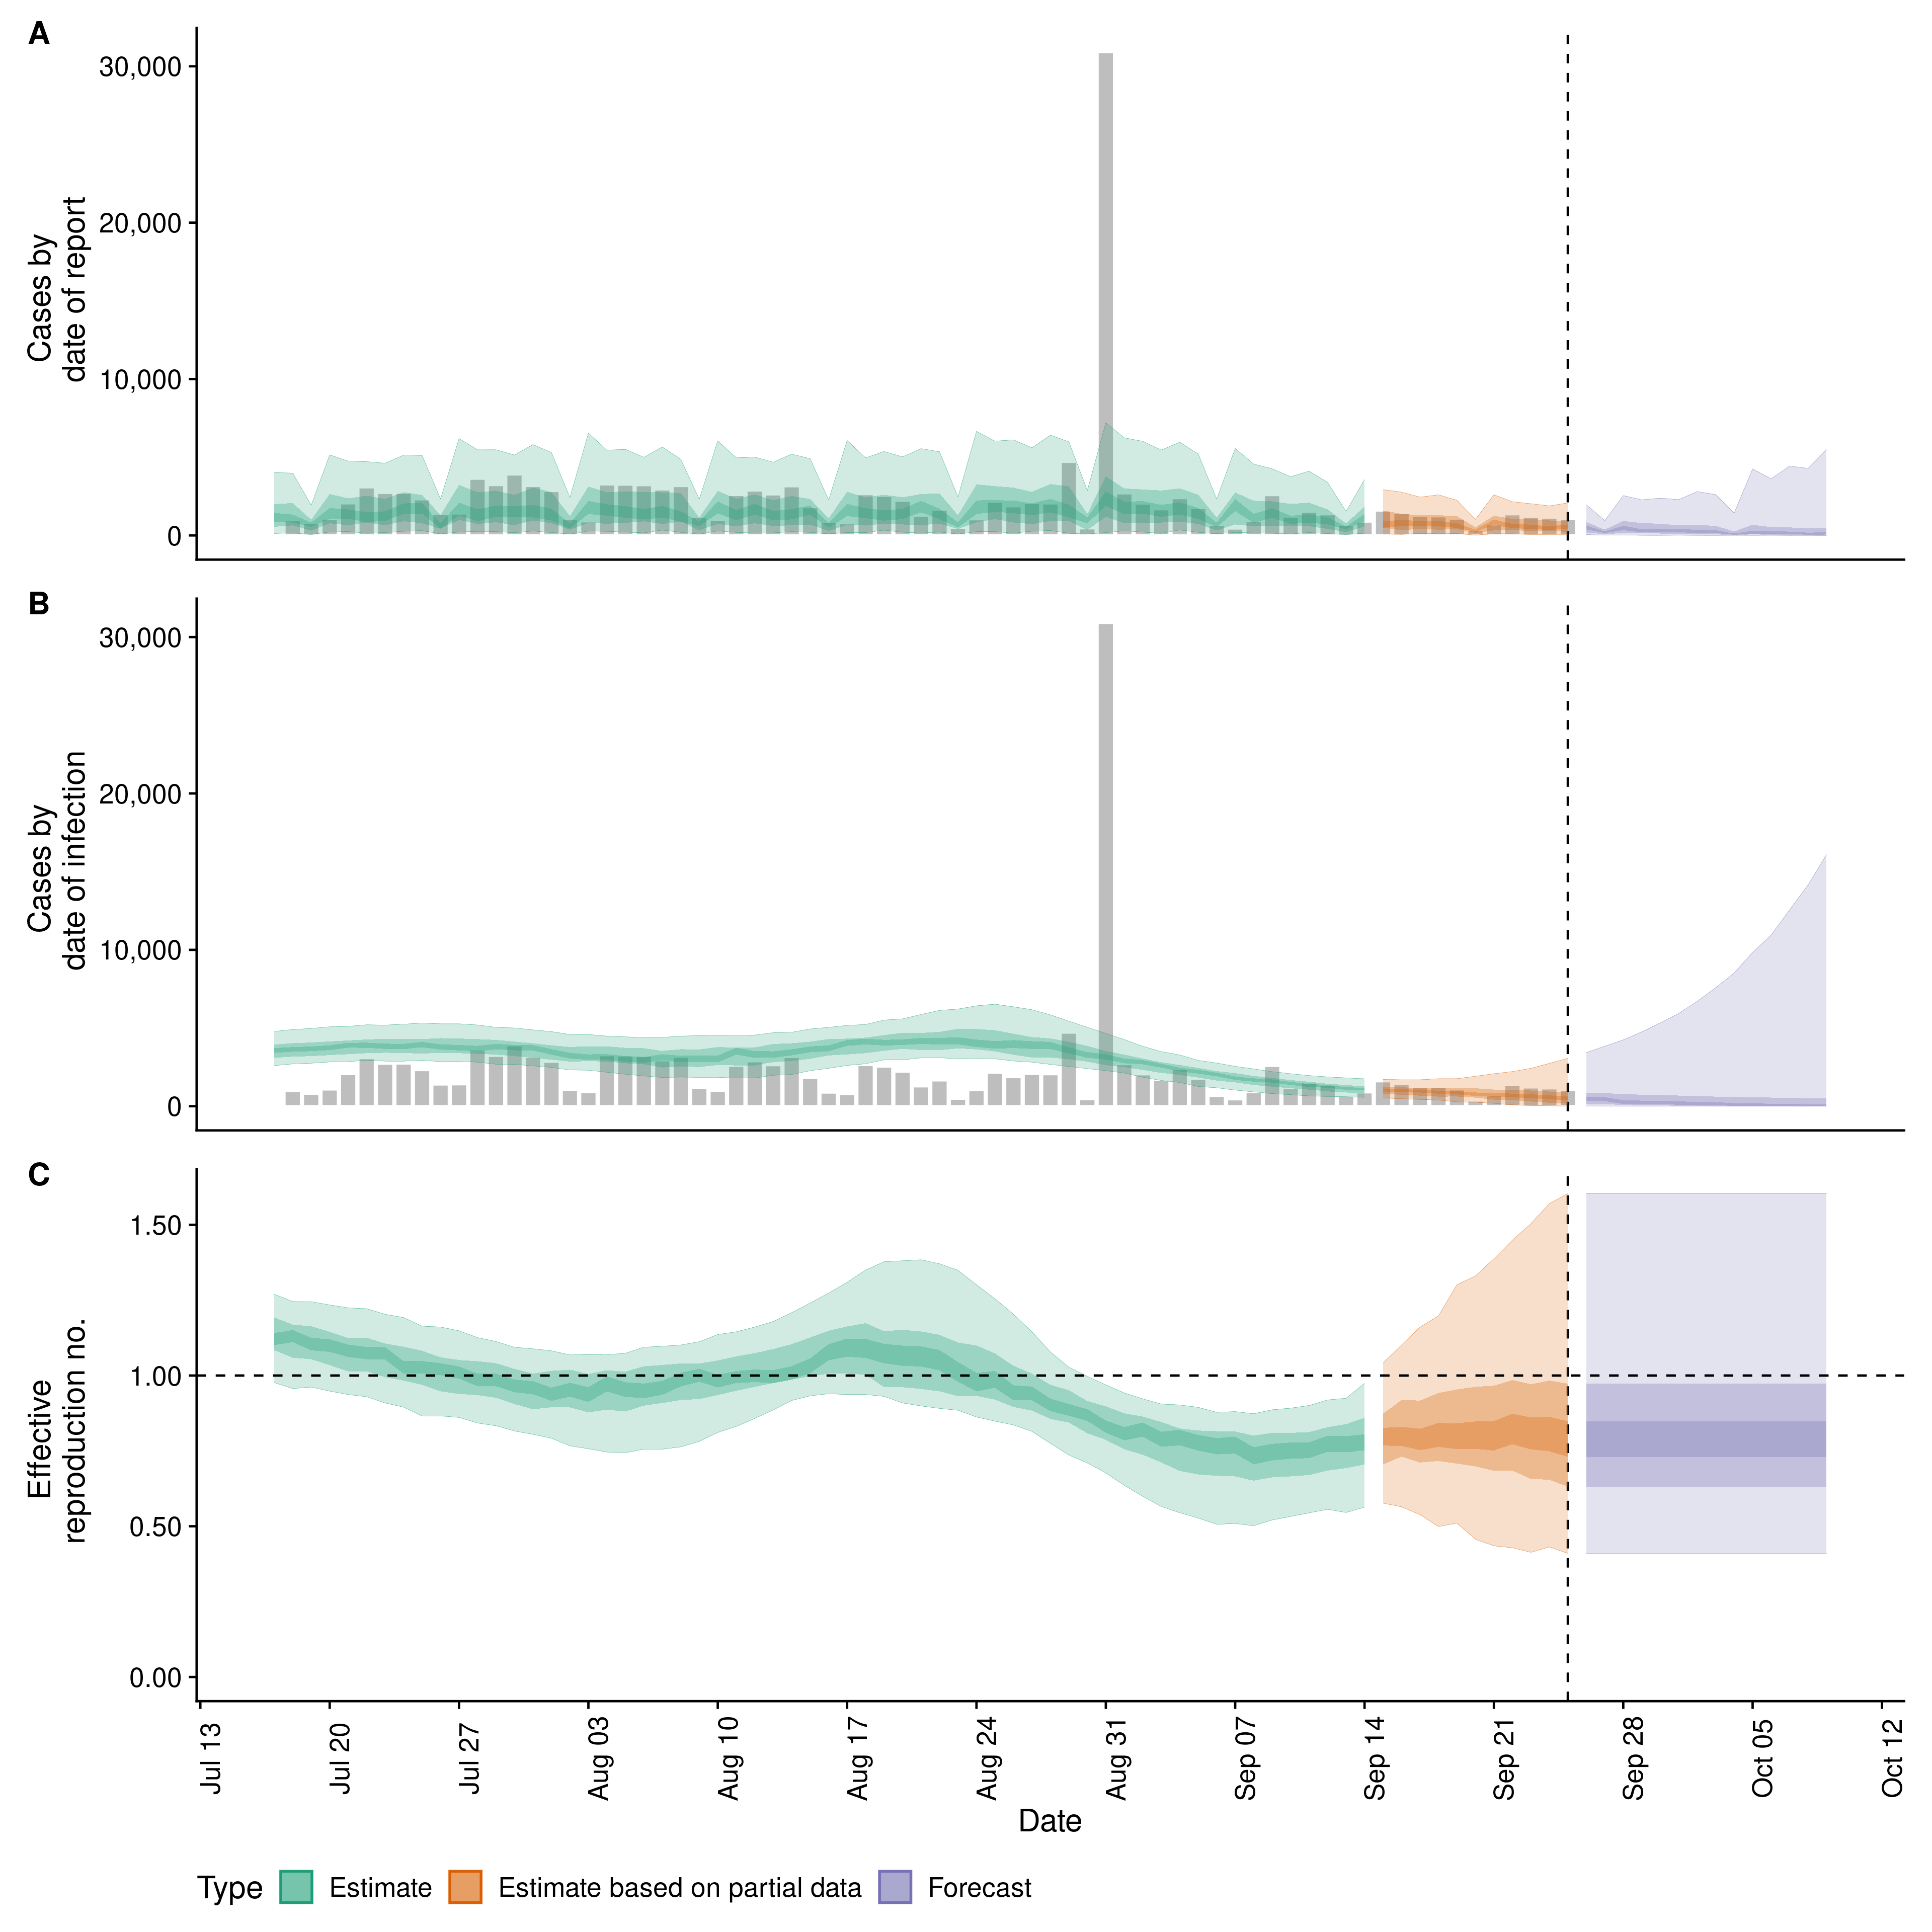 A
30,000
20,000
10,000
0
Cases by
date of report
B
30,000
20,000
10,000
0
Cases by
date of infection
C
1.50
1.00
0.50
0.00
Effective
reproduction no.
Jul 13
Jul 20
Jul 27
Aug 03
Aug 10
Aug 17
Aug 24
Aug 31
Sep 07
Sep 14
Sep 21
Sep 28
Oct 05
Oct 12
Date
Type Estimate Estimate based on partial data Forecast